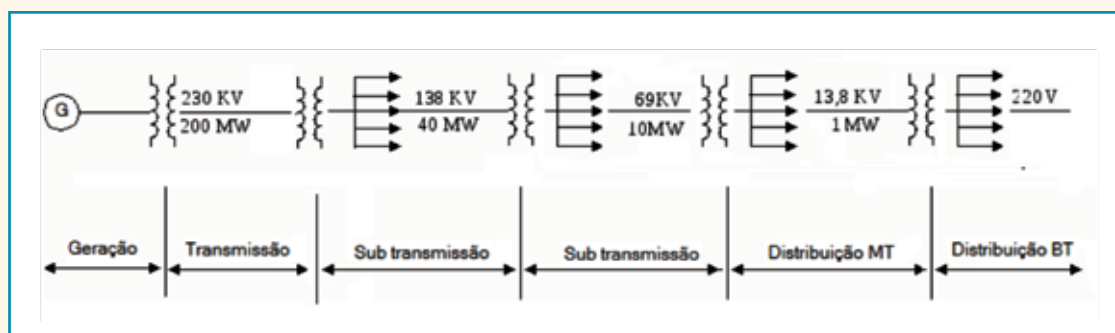 G
230 KV
200 MW
138 KV
40 MW
69KV
10MW
13,8 KV
1 MW
220 V
Geração
Transmissão
Sub transmissão
Sub transmissão
Distribuição MT
Distribuição BT